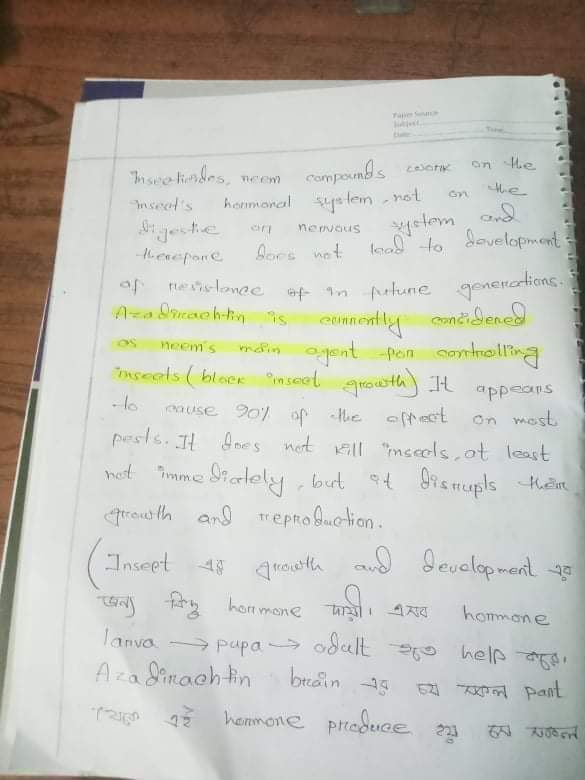 Paper Source
Subject
Date: Time:
Insecticides, neem compounds work on the
insect's hormonal system, not on the
digestive or nervous system and
therefore does not lead to development
of resistance of in future generations.
Azadirachtin is currently considered
as neem's main agent for controlling
insects (block insect growth) It appears
to cause 90% of the effect on most
pests. It does not kill insects, at least
not immediately, but it disrupts their
growth and reproduction.
(Insect এর growth and development এর
জন্য কিছু hormone দায়ী। এসব hormone
larva → pupa → adult হতে help করে।
Azadirachtin brain এর যে সকল part
থেকে এই hormone produce হয় সে সকল